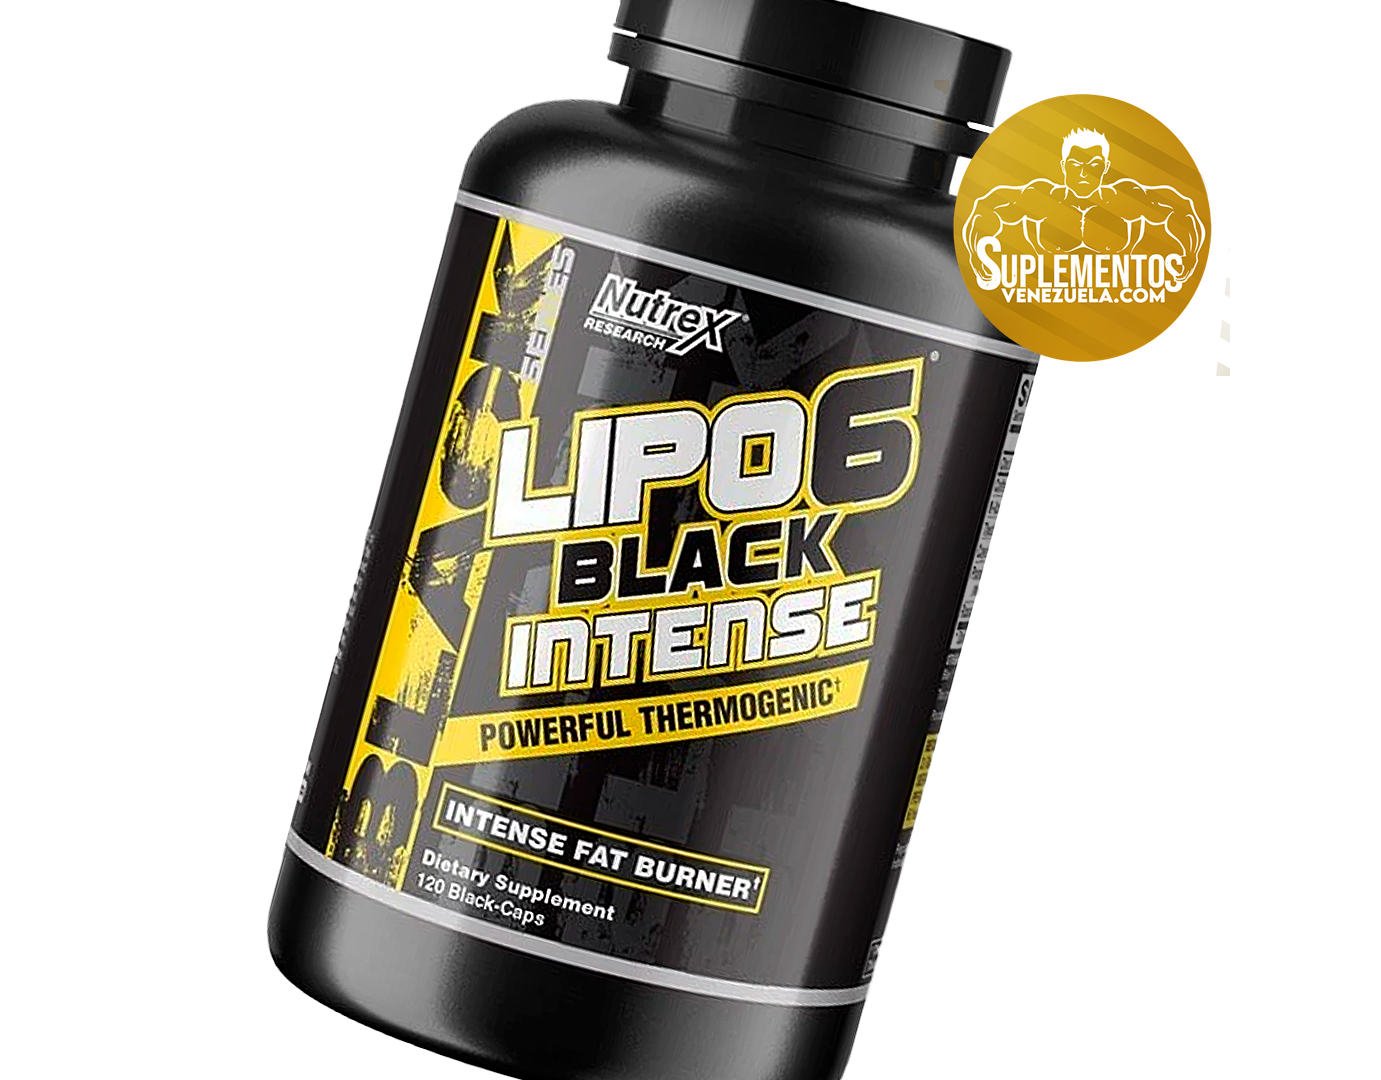 Nutrex®
RESEARCH
BLACK
SERIES
LIPO6®
BLACK
INTENSE
POWERFUL THERMOGENIC†
INTENSE FAT BURNER†
Dietary Supplement
120 Black-Caps
SUPLEMENTOS
VENEZUELA.COM